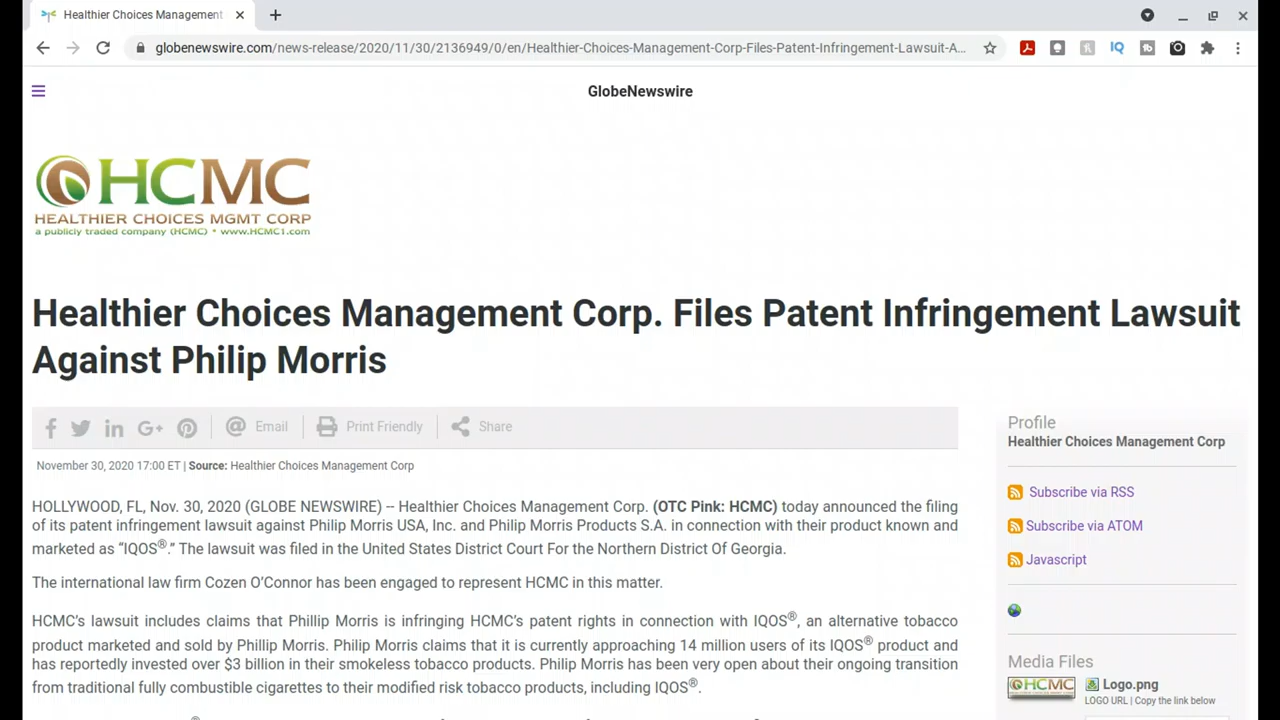 Healthier Choices Management
globenewswire.com/news-release/2020/11/30/2136949/0/en/Healthier-Choices-Management-Corp-Files-Patent-Infringement-Lawsuit-A...
IQ
GlobeNewswire
HCMC
HEALTHIER CHOICES MGMT CORP
a publicly traded company (HCMC) * www.HCMC1.com
Healthier Choices Management Corp. Files Patent Infringement Lawsuit
Against Philip Morris
Email Print Friendly Share
November 30, 2020 17:00 ET | Source: Healthier Choices Management Corp
HOLLYWOOD, FL, Nov. 30, 2020 (GLOBE NEWSWIRE) -- Healthier Choices Management Corp. (OTC Pink: HCMC) today announced the filing
of its patent infringement lawsuit against Philip Morris USA, Inc. and Philip Morris Products S.A. in connection with their product known and
marketed as “IQOS®.” The lawsuit was filed in the United States District Court For the Northern District Of Georgia.
The international law firm Cozen O’Connor has been engaged to represent HCMC in this matter.
HCMC’s lawsuit includes claims that Phillip Morris is infringing HCMC’s patent rights in connection with IQOS®, an alternative tobacco
product marketed and sold by Phillip Morris. Philip Morris claims that it is currently approaching 14 million users of its IQOS® product and
has reportedly invested over $3 billion in their smokeless tobacco products. Philip Morris has been very open about their ongoing transition
from traditional fully combustible cigarettes to their modified risk tobacco products, including IQOS®.
Profile
Healthier Choices Management Corp
Subscribe via RSS
Subscribe via ATOM
Javascript
Media Files
HCMC
Logo.png
LOGO URL | Copy the link below